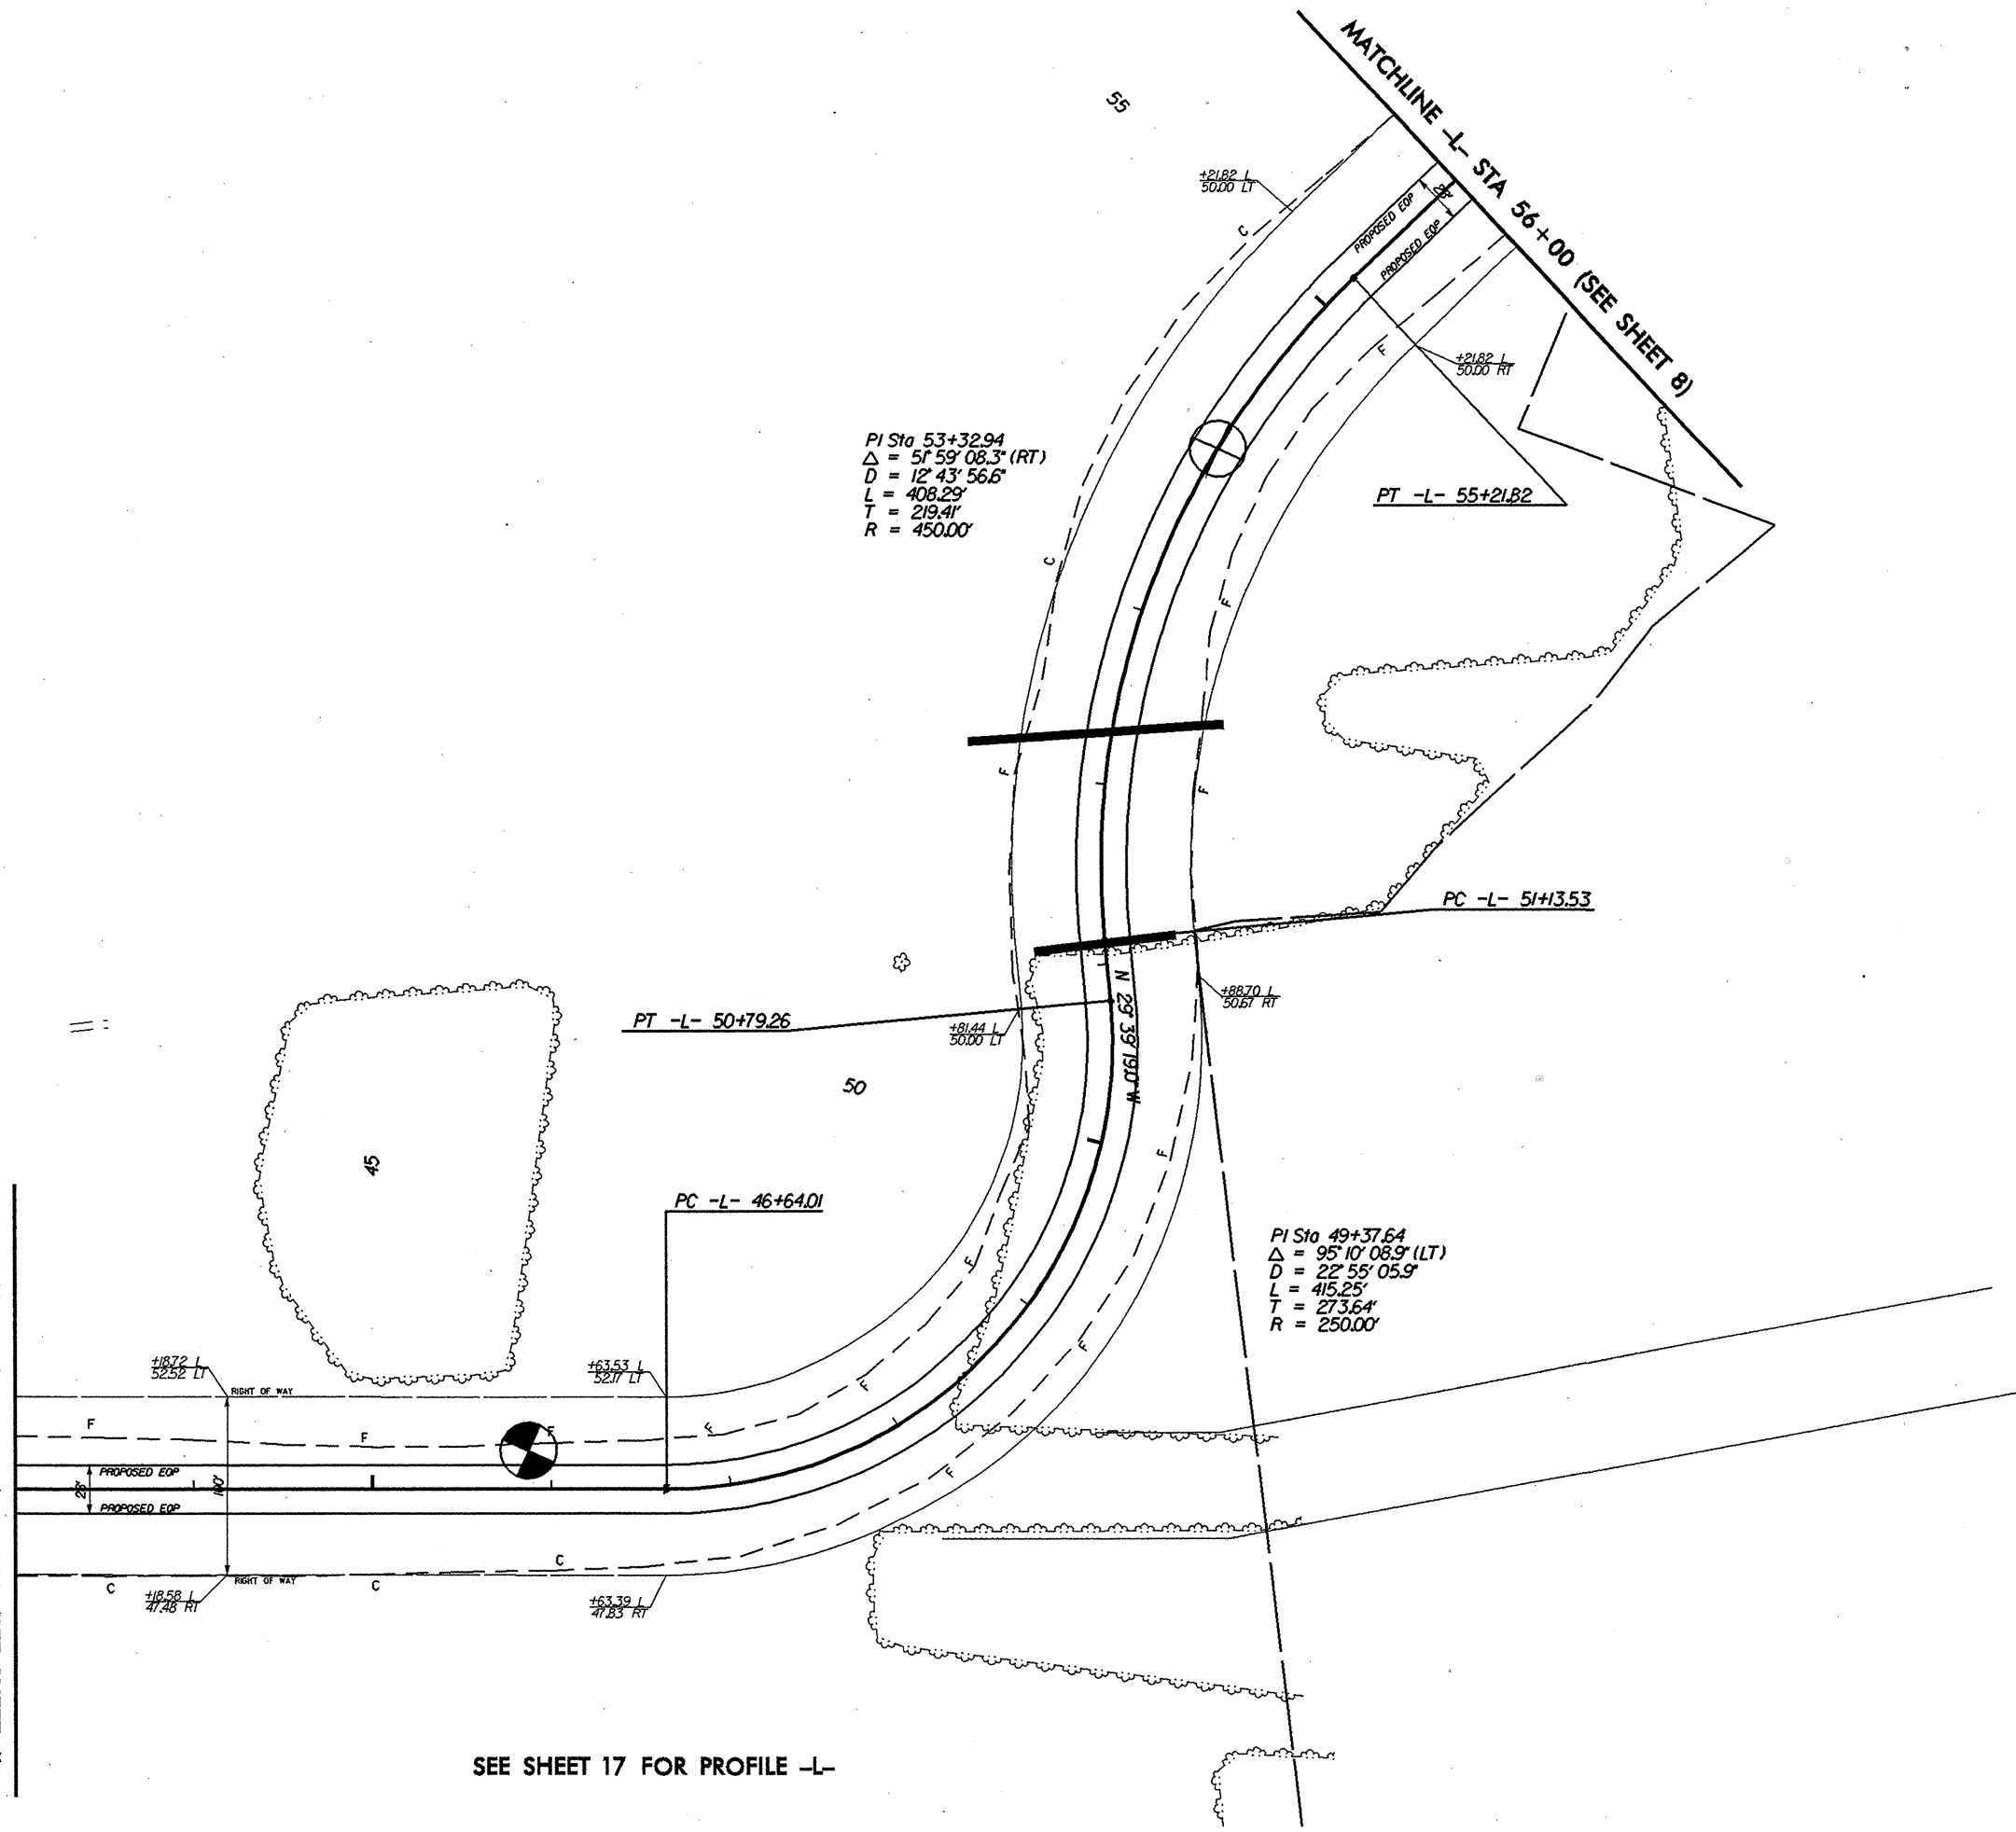 MATCHLINE -L- STA 56+00 (SEE SHEET 8)
55
+21.82 L
50.00 LT
28'
PROPOSED EOP
PROPOSED EOP
F
C
+21.82 L
50.00 RT
PI Sta 53+32.94
Δ = 51° 59' 08.3" (RT)
D = 12° 43' 56.6"
L = 408.29'
T = 219.41'
R = 450.00'
PT -L- 55+21.82
C
F
F
F
PC -L- 51+13.53
N 29° 39' 19.0" W
+88.70 L
50.67 RT
PT -L- 50+79.26
+81.44 L
50.00 LT
50
45
F
PC -L- 46+64.01
PI Sta 49+37.64
Δ = 95° 10' 08.9" (LT)
D = 22° 55' 05.9"
L = 415.25'
T = 273.64'
R = 250.00'
F
F
+18.72 L
52.52 LT
+63.53 L
52.17 LT
RIGHT OF WAY
F
F
F
F
F
F
PROPOSED EOP
28'
100'
PROPOSED EOP
C
C
C
RIGHT OF WAY
+18.58 L
47.48 RT
+63.39 L
47.83 RT
SEE SHEET 17 FOR PROFILE -L-